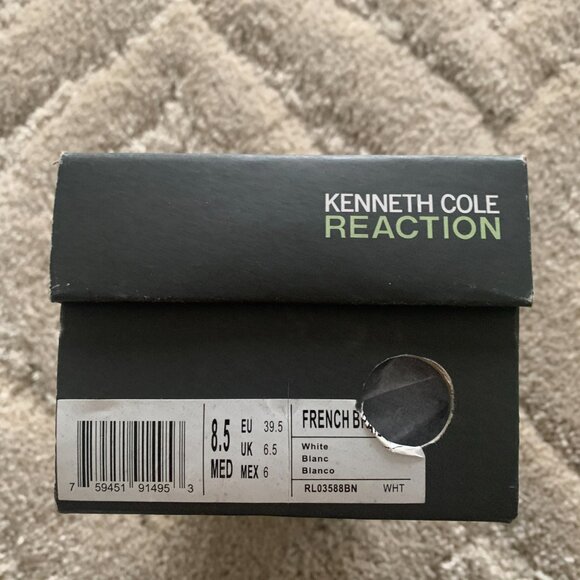 KENNETH COLE
REACTION
8.5
MED
EU 39.5
UK 6.5
MEX 6
FRENCH
White
Blanc
Blanco
RL03588BN WHT
7 59451 91495 3